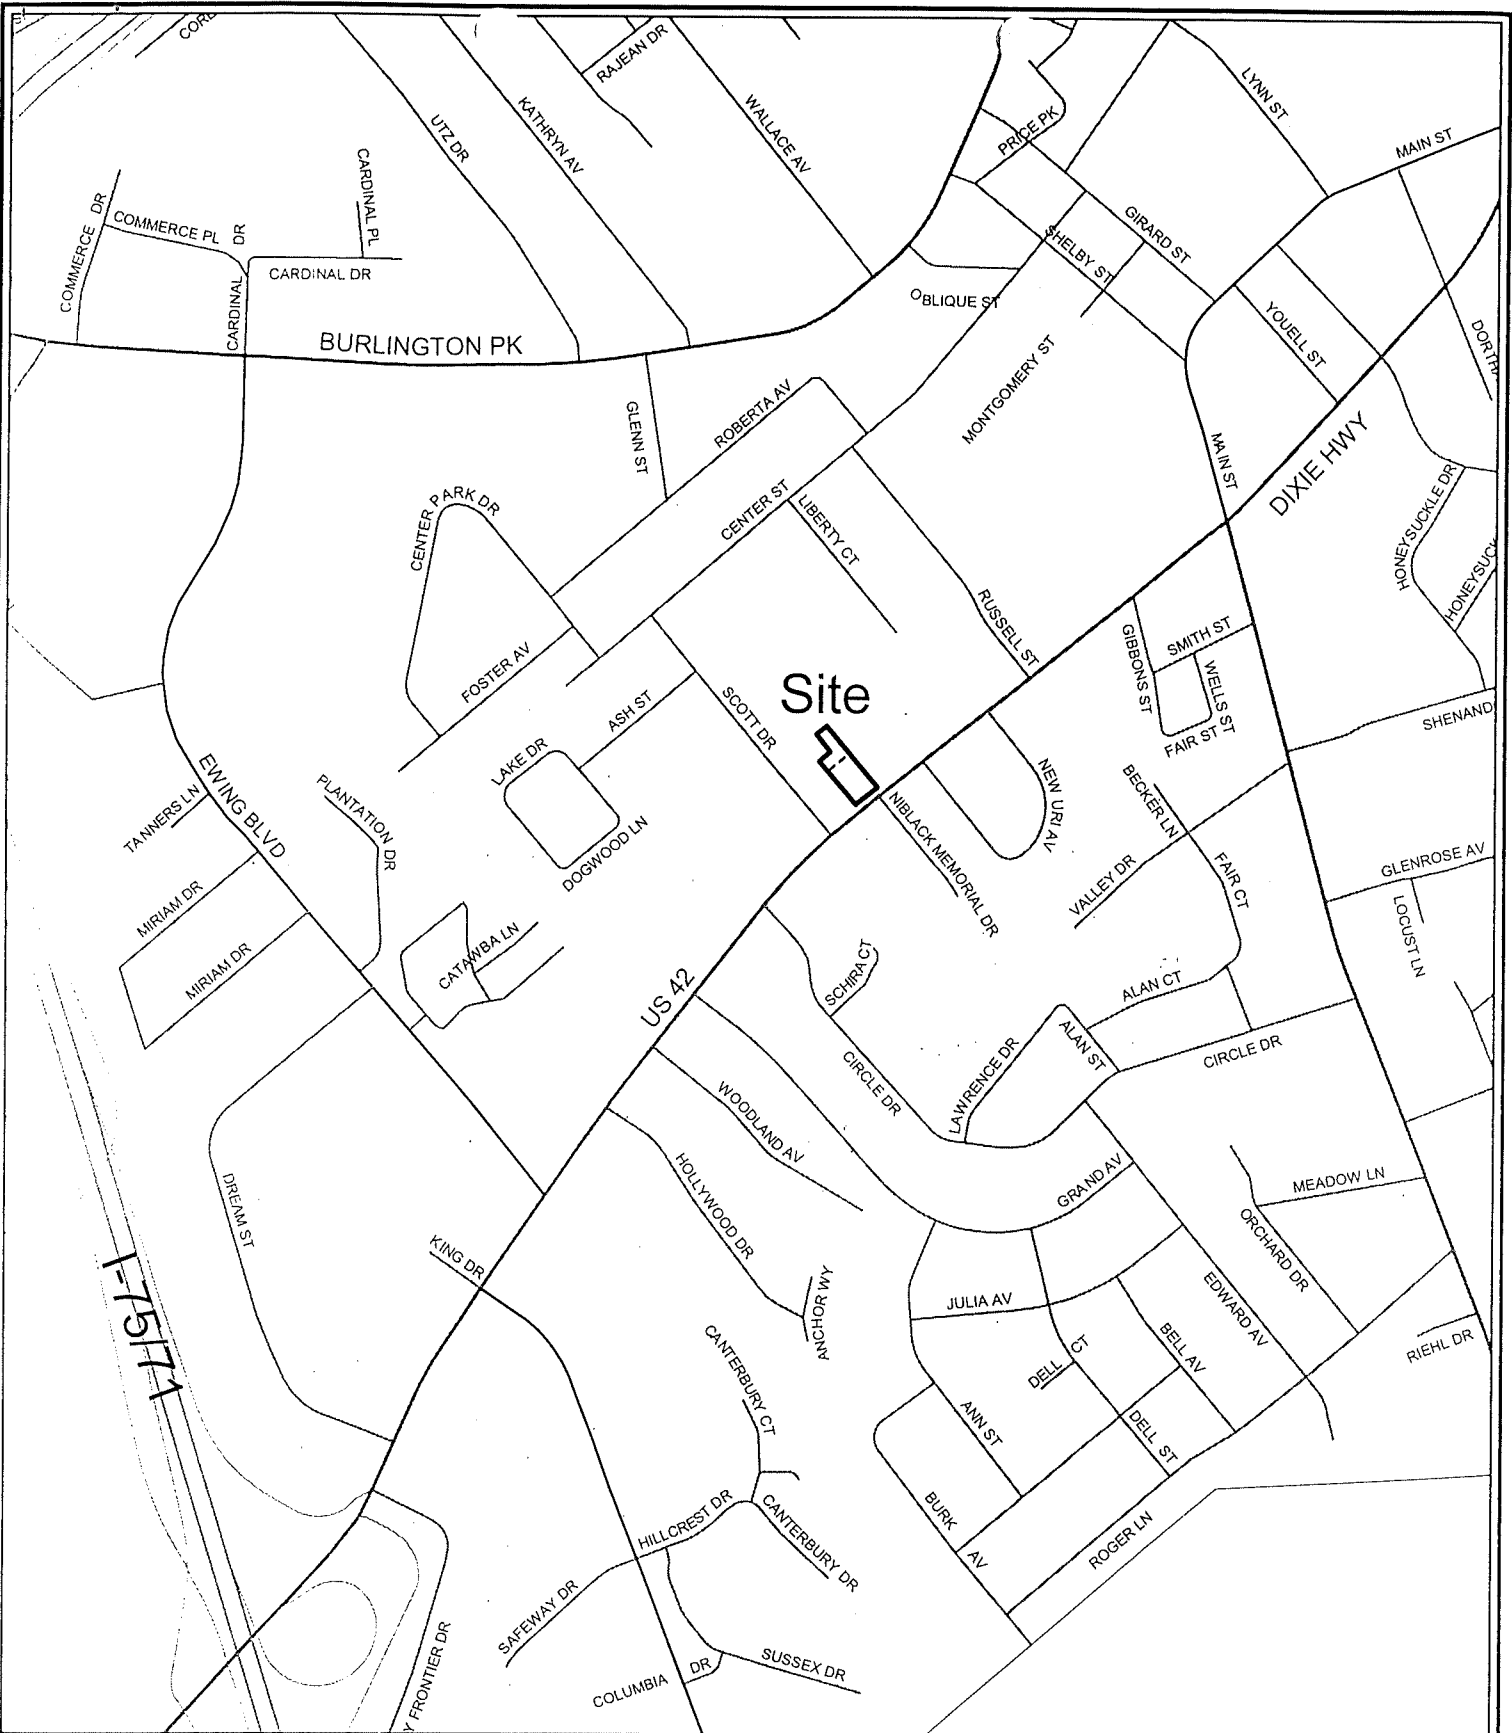 RAJEAN DR
LYNN ST
UTZ DR
KATHRYN AV
WALLACE AV
PRICE PK
MAIN ST
CARDINAL PL
COMMERCE DR
COMMERCE PL
CARDINAL DR
CARDINAL DR
GIRARD ST
SHELBY ST
OBLIQUE ST
BURLINGTON PK
YOUELL ST
MONTGOMERY ST
ROBERTA AV
GLENN ST
MAIN ST
DIXIE HWY
CENTER PARK DR
CENTER ST
LIBERTY CT
HONEYSUCKLE DR
HONEYSUCK
RUSSELL ST
GIBBONS ST
SMITH ST
WELLS ST
FAIR ST
FOSTER AV
ASH ST
SCOTT DR
Site
SHENAND
LAKE DR
DOGWOOD LN
EWING BLVD
TANNERS LN
PLANTATION DR
NEW URI AV
NIBLACK MEMORIAL DR
BECKER LN
VALLEY DR
FAIR CT
GLENROSE AV
LOCUST LN
MIRIAM DR
MIRIAM DR
CATAWBA LN
US 42
SCHIRA CT
ALAN CT
ALAN ST
LAWRENCE DR
CIRCLE DR
CIRCLE DR
WOODLAND AV
HOLLYWOOD DR
GRAND AV
MEADOW LN
ORCHARD DR
DREAM ST
KING DR
I-75/71
ANCHOR WY
JULIA AV
EDWARD AV
CANTERBURY CT
DELL CT
BELL AV
RIEHL DR
ANN ST
DELL ST
BURK AV
ROGER LN
HILLCREST DR
CANTERBURY DR
SAFEWAY DR
SUSSEX DR
COLUMBIA DR
Y FRONTIER DR